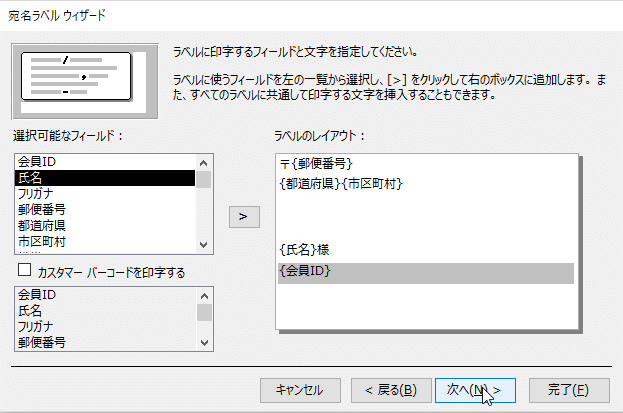 宛名ラベル ウィザード
ラベルに印字するフィールドと文字を指定してください。
ラベルに使うフィールドを左の一覧から選択し、[>] をクリックして右のボックスに追加します。 ま
た、すべてのラベルに共通して印字する文字を挿入することもできます。
選択可能なフィールド：
会員ID
氏名
フリガナ
郵便番号
都道府県
市区町村
>
ラベルのレイアウト：
〒{郵便番号}
{都道府県}{市区町村}
{氏名}様
{会員ID}
カスタマー バーコードを印字する
会員ID
氏名
フリガナ
郵便番号
キャンセル
< 戻る(B)
次へ(N) >
完了(F)